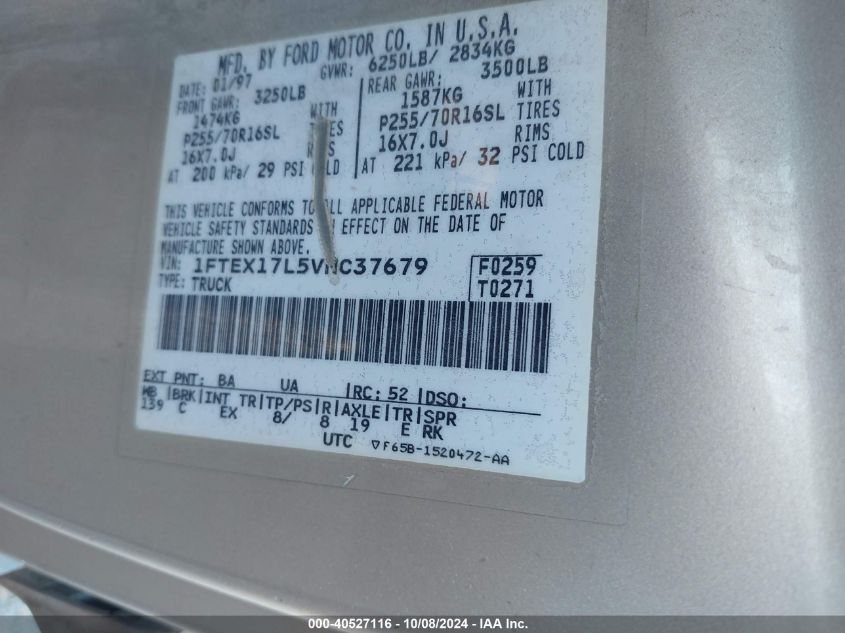 MFD. BY FORD MOTOR CO. IN U.S.A.
DATE: 01/97 GVWR: 6250LB/ 2834KG
FRONT GAWR: 3250LB REAR GAWR: 3500LB
1474KG WITH 1587KG WITH
P255/70R16SL TIRES P255/70R16SL TIRES
16X7.0J 16X7.0J RIMS
AT 200 kPa/ 29 PSI COLD AT 221 kPa/ 32 PSI COLD
THIS VEHICLE CONFORMS TO ALL APPLICABLE FEDERAL MOTOR
VEHICLE SAFETY STANDARDS IN EFFECT ON THE DATE OF
MANUFACTURE SHOWN ABOVE.
VIN: F0259
TYPE: TRUCK T0271
EXT PNT: BA UA RC: 52 DSO:
WB BRK INT TR TP/PS R AXLE TR SPR
139 C EX 8/ 8 19 E RK
UTC ▽F65B-1520472-AA
000-40527116 - 10/08/2024 - IAA Inc.